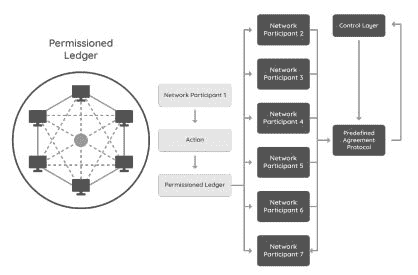 Permissioned
Ledger
Network Participant 1
Action
Permissioned Ledger
Network
Participant 2
Network
Participant 3
Network
Participant 4
Network
Participant 5
Network
Participant 6
Network
Participant 7
Control Layer
Predefined
Agreement
Protocol